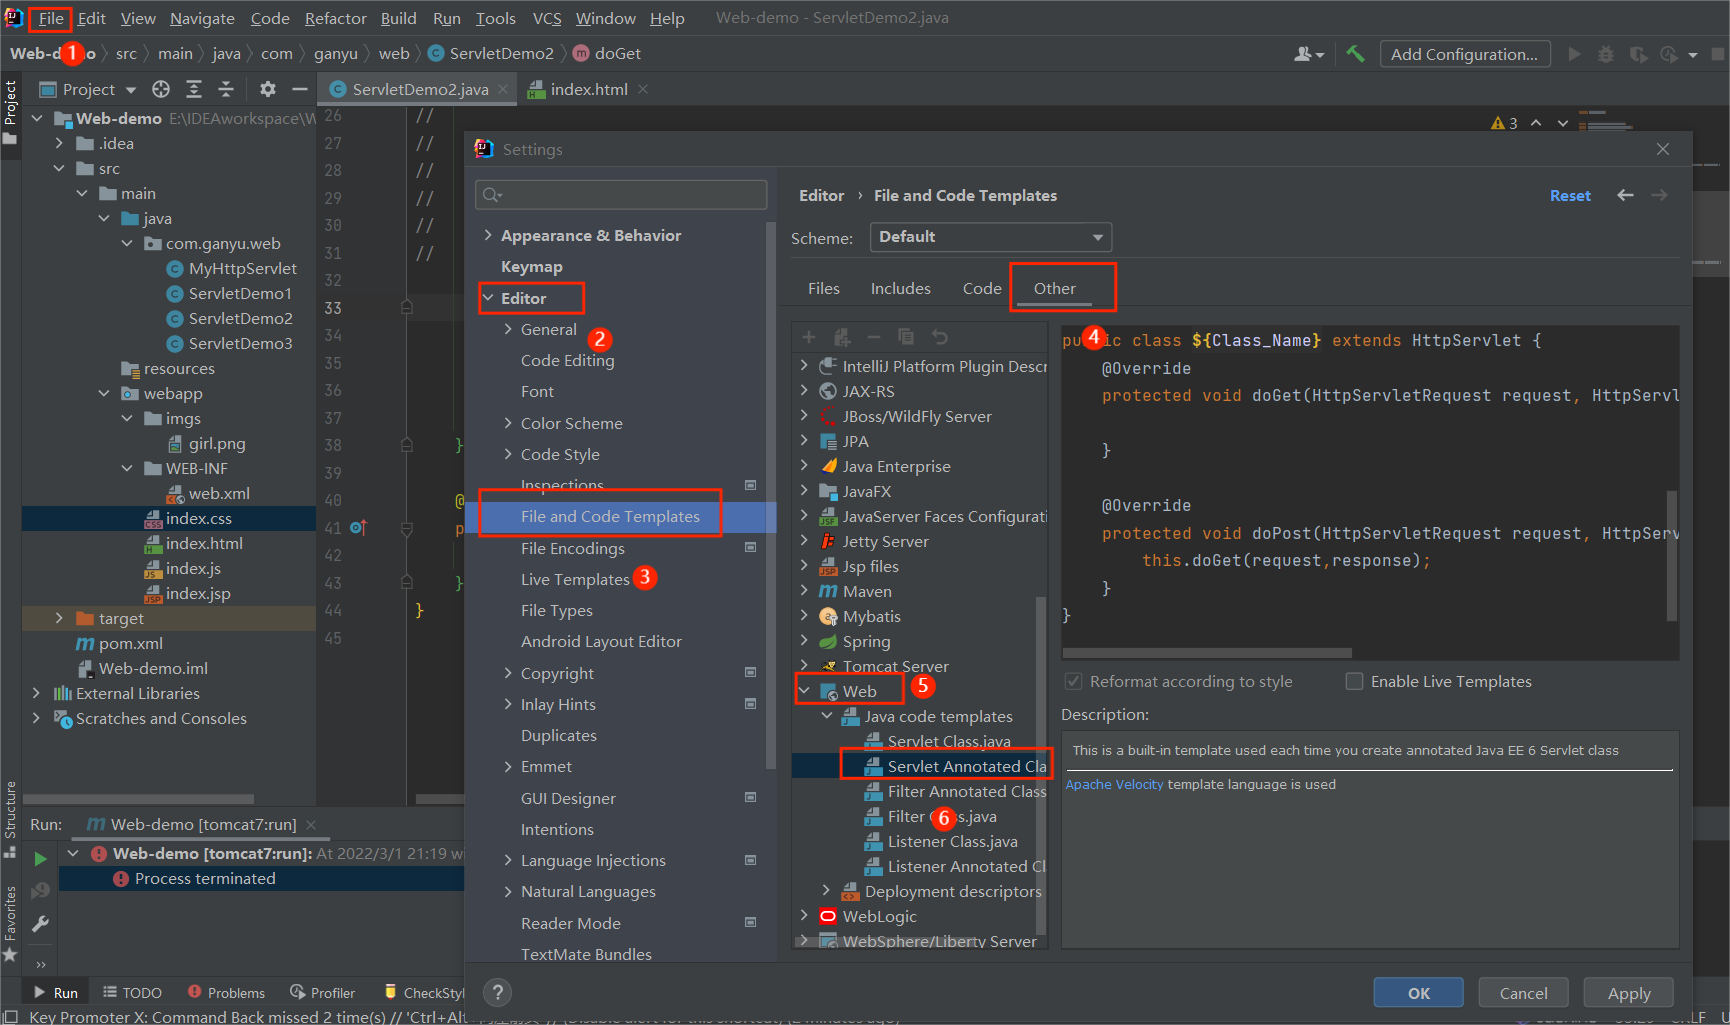 File Edit View Navigate Code Refactor Build Run Tools VCS Window Help Web-demo - ServletDemo2.java
1
src main java com ganyu web ServletDemo2 doGet
Add Configuration...
Project
Project
ServletDemo2.java
index.html
Web-demo E:\IDEAworkspace\W
.idea
src
main
java
com.ganyu.web
MyHttpServlet
ServletDemo1
ServletDemo2
ServletDemo3
resources
webapp
imgs
girl.png
WEB-INF
web.xml
index.css
index.html
index.js
index.jsp
target
pom.xml
Web-demo.iml
External Libraries
Scratches and Consoles
26 //
27 //
28 //
29 //
30 //
31 //
32
33
34
35
36
37
38 }
39
40 @
41 p
42
43 }
44 }
45
3
Settings
Appearance & Behavior
Keymap
Editor
2
General
Code Editing
Font
Color Scheme
Code Style
Inspections
File and Code Templates
File Encodings
Live Templates
3
File Types
Android Layout Editor
Copyright
Inlay Hints
Duplicates
Emmet
GUI Designer
Intentions
Language Injections
Natural Languages
Reader Mode
TextMate Bundles
Editor › File and Code Templates
Reset
Scheme: Default
Files Includes Code Other
4
IntelliJ Platform Plugin Descr
JAX-RS
JBoss/WildFly Server
JPA
Java Enterprise
JavaFX
JavaServer Faces Configurati
Jetty Server
Jsp files
Maven
Mybatis
Spring
Tomcat Server
Web
5
Java code templates
Servlet Class.java
Servlet Annotated Cla
Filter Annotated Class
6
Listener Class.java
Listener Annotated Cl
Deployment descriptors
WebLogic
WebSphere/Liberty Server
class ${Class_Name} extends HttpServlet {
@Override
protected void doGet(HttpServletRequest request, HttpServl
}
@Override
protected void doPost(HttpServletRequest request, HttpServ
this.doGet(request,response);
}
}
Reformat according to style
Enable Live Templates
Description:
This is a built-in template used each time you create annotated Java EE 6 Servlet class
Apache Velocity template language is used
OK Cancel Apply
Structure
Favorites
Run: Web-demo [tomcat7:run]
Web-demo [tomcat7:run]: At 2022/3/1 21:19 wi
Process terminated
Run TODO Problems Profiler CheckStyl
Key Promoter X: Command Back missed 2 time(s) // 'Ctrl+Alt+